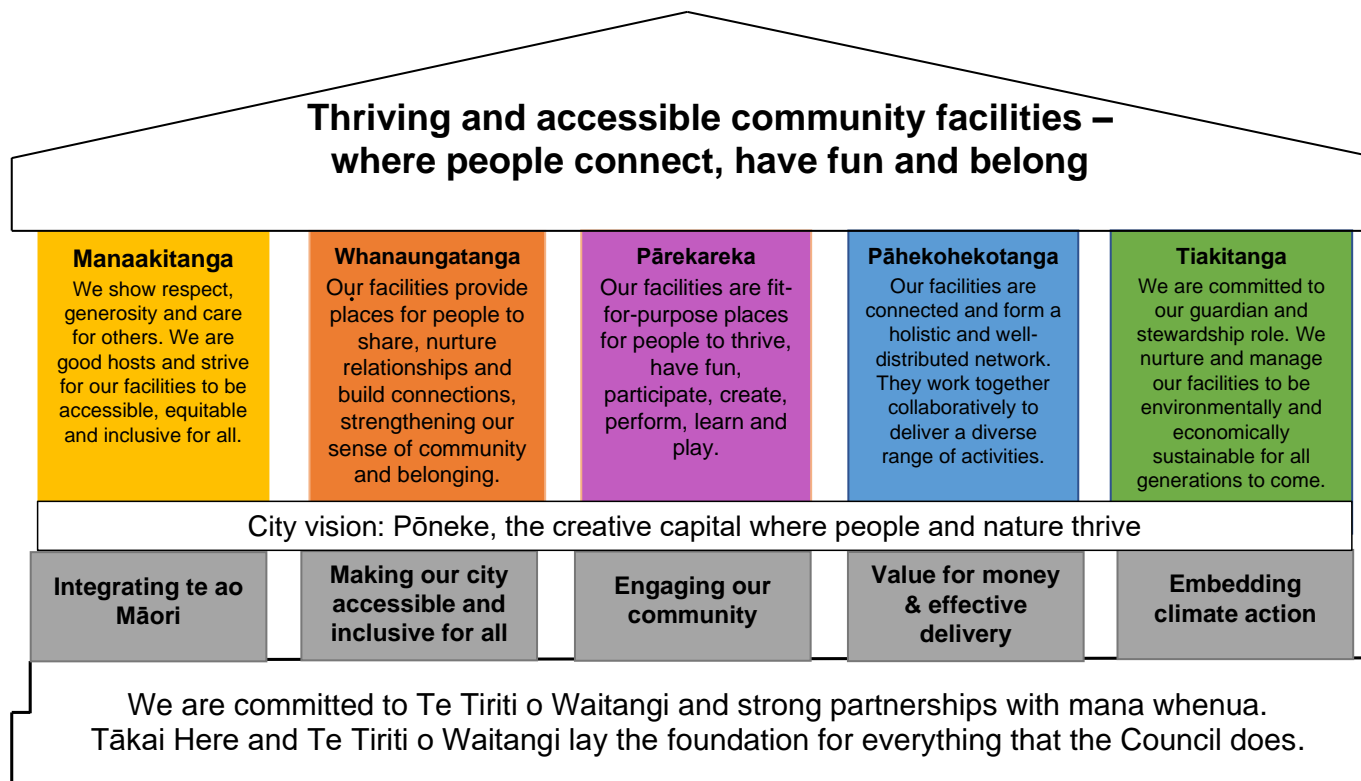 Thriving and accessible community facilities –
where people connect, have fun and belong
Manaakitanga
We show respect,
generosity and care
for others. We are
good hosts and strive
for our facilities to be
accessible, equitable
and inclusive for all.
Whanaungatanga
Our facilities provide
places for people to
share, nurture
relationships and
build connections,
strengthening our
sense of community
and belonging.
Pārekareka
Our facilities are fit-
for-purpose places
for people to thrive,
have fun,
participate, create,
perform, learn and
play.
Pāhekohekotanga
Our facilities are
connected and form a
holistic and well-
distributed network.
They work together
collaboratively to
deliver a diverse
range of activities.
Tiakitanga
We are committed to
our guardian and
stewardship role. We
nurture and manage
our facilities to be
environmentally and
economically
sustainable for all
generations to come.
City vision: Pōneke, the creative capital where people and nature thrive
Integrating te ao
Māori
Making our city
accessible and
inclusive for all
Engaging our
community
Value for money
& effective
delivery
Embedding
climate action
We are committed to Te Tiriti o Waitangi and strong partnerships with mana whenua.
Tākai Here and Te Tiriti o Waitangi lay the foundation for everything that the Council does.